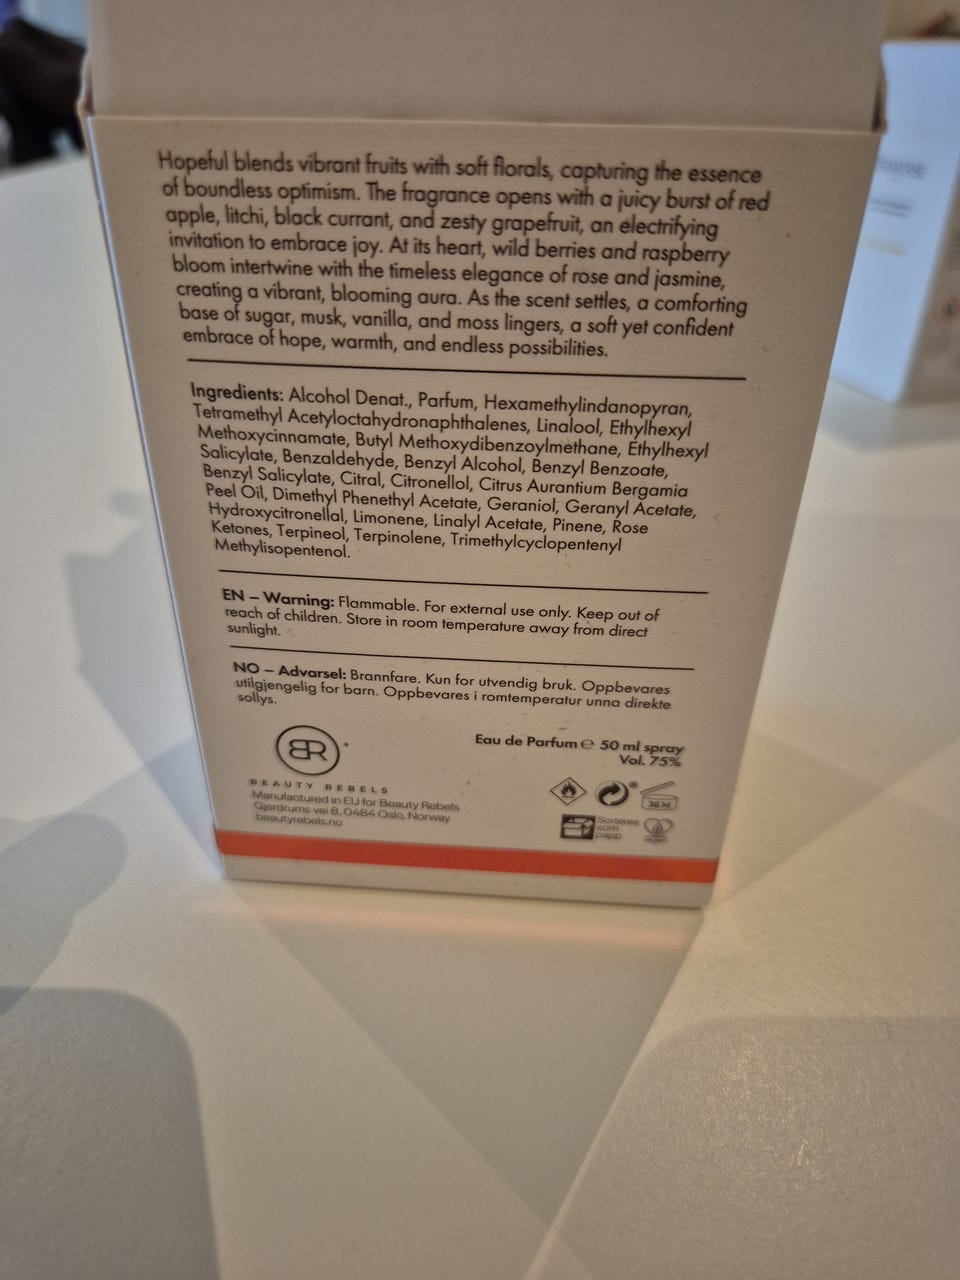 Hopeful blends vibrant fruits with soft florals, capturing the essence
of boundless optimism. The fragrance opens with a juicy burst of red
apple, litchi, black currant, and zesty grapefruit, an electrifying
invitation to embrace joy. At its heart, wild berries and raspberry
bloom intertwine with the timeless elegance of rose and jasmine,
creating a vibrant, blooming aura. As the scent settles, a comforting
base of sugar, musk, vanilla, and moss lingers, a soft yet confident
embrace of hope, warmth, and endless possibilities.
Ingredients: Alcohol Denat., Parfum, Hexamethylindanopyran,
Tetramethyl Acetyloctahydronaphthalenes, Linalool, Ethylhexyl
Methoxycinnamate, Butyl Methoxydibenzoylmethane, Ethylhexyl
Salicylate, Benzaldehyde, Benzyl Alcohol, Benzyl Benzoate,
Benzyl Salicylate, Citral, Citronellol, Citrus Aurantium Bergamia
Peel Oil, Dimethyl Phenethyl Acetate, Geraniol, Geranyl Acetate,
Hydroxycitronellal, Limonene, Linalyl Acetate, Pinene, Rose
Ketones, Terpineol, Terpinolene, Trimethylcyclopentenyl
Methylisopentenol.
EN – Warning: Flammable. For external use only. Keep out of
reach of children. Store in room temperature away from direct
sunlight.
NO – Advarsel: Brannfare. Kun for utvendig bruk. Oppbevares
utilgjengelig for barn. Oppbevares i romtemperatur unna direkte
sollys.
BR
BEAUTY REBELS
Manufactured in EU for Beauty Rebels
Gjerdrums vei 8, 0484 Oslo, Norway
beautyrebels.no
Eau de Parfum ℮ 50 ml spray
Vol. 75%
36 M
Sorteres
som
papp
vegan